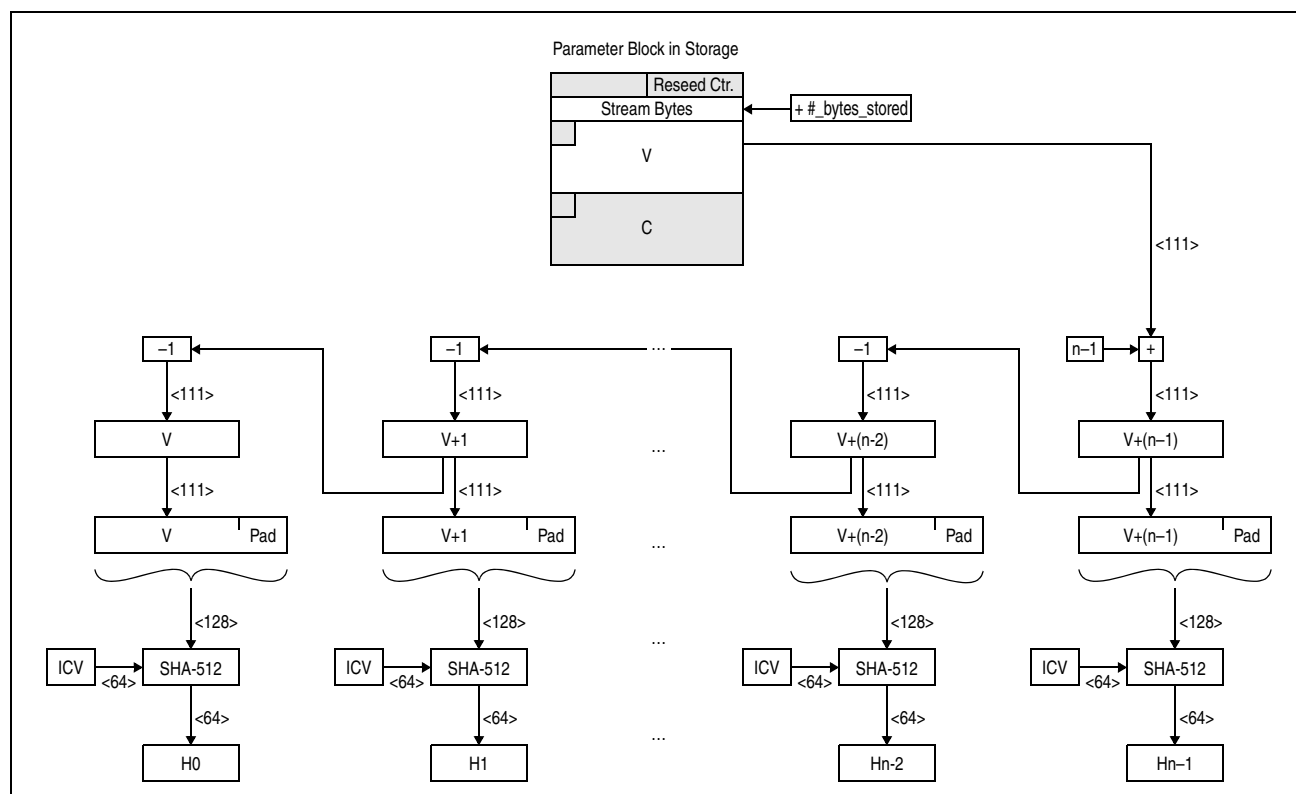 Parameter Block in Storage
Reseed Ctr.
Stream Bytes
+ #_bytes_stored
V
C
<111>
–1
–1
...
–1
n–1
+
<111>
<111>
<111>
<111>
V
V+1
...
V+(n-2)
V+(n–1)
<111>
<111>
<111>
<111>
V
Pad
V+1
Pad
...
V+(n-2)
Pad
V+(n–1)
Pad
<128>
<128>
...
<128>
<128>
ICV
SHA-512
ICV
SHA-512
ICV
SHA-512
ICV
SHA-512
<64>
<64>
<64>
<64>
<64>
<64>
...
<64>
<64>
H0
H1
Hn-2
Hn–1